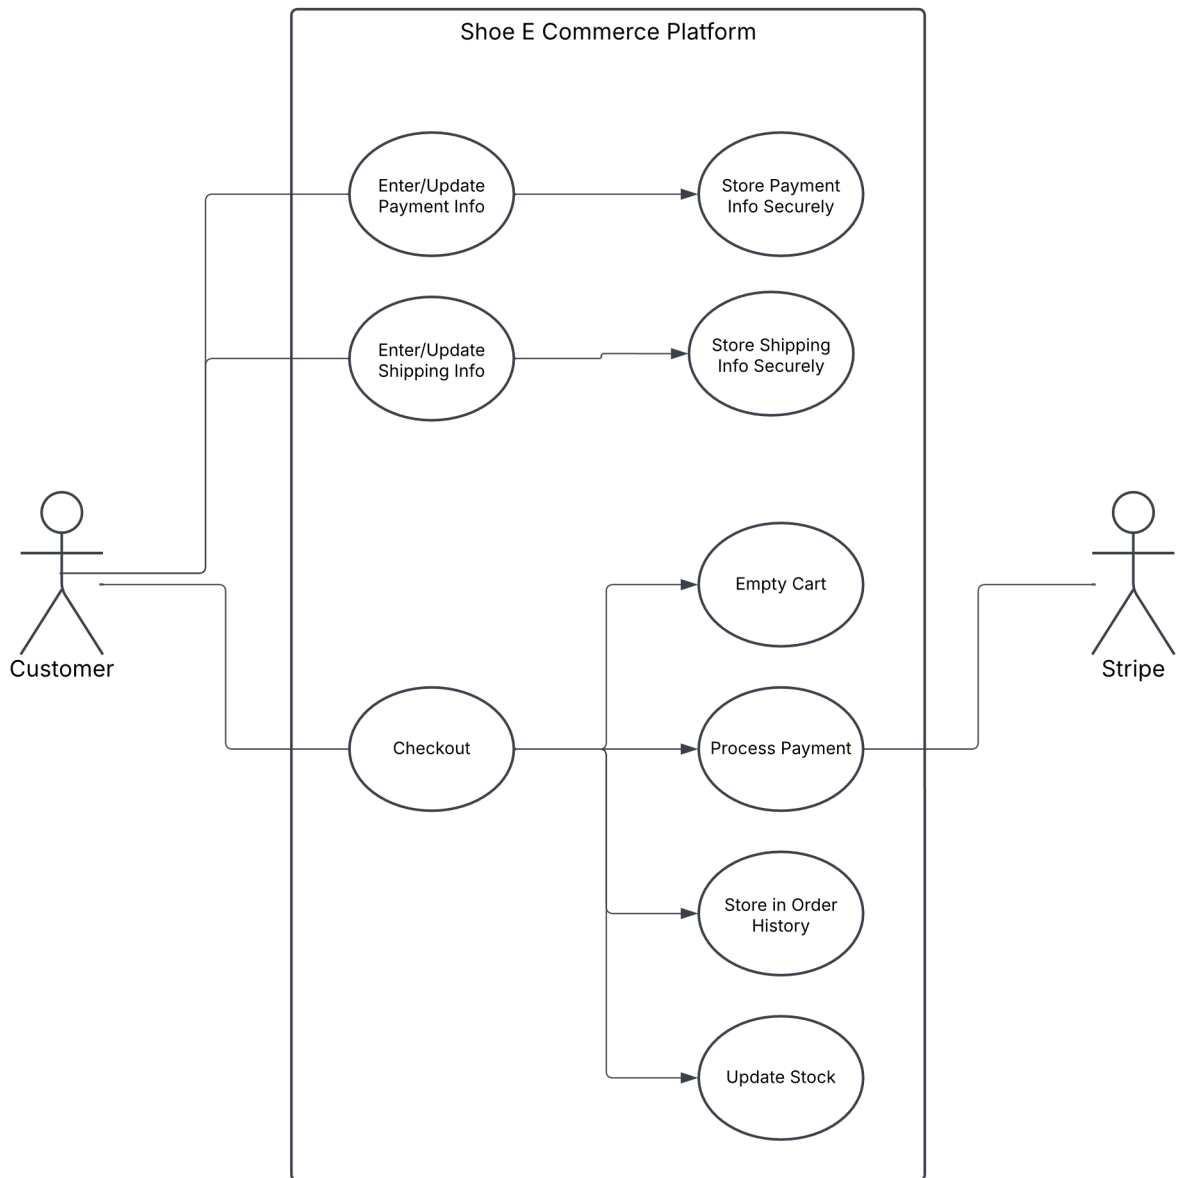 Shoe E Commerce Platform
Enter/Update
Payment Info
Store Payment
Info Securely
Enter/Update
Shipping Info
Store Shipping
Info Securely
Customer
Empty Cart
Stripe
Checkout
Process Payment
Store in Order
History
Update Stock